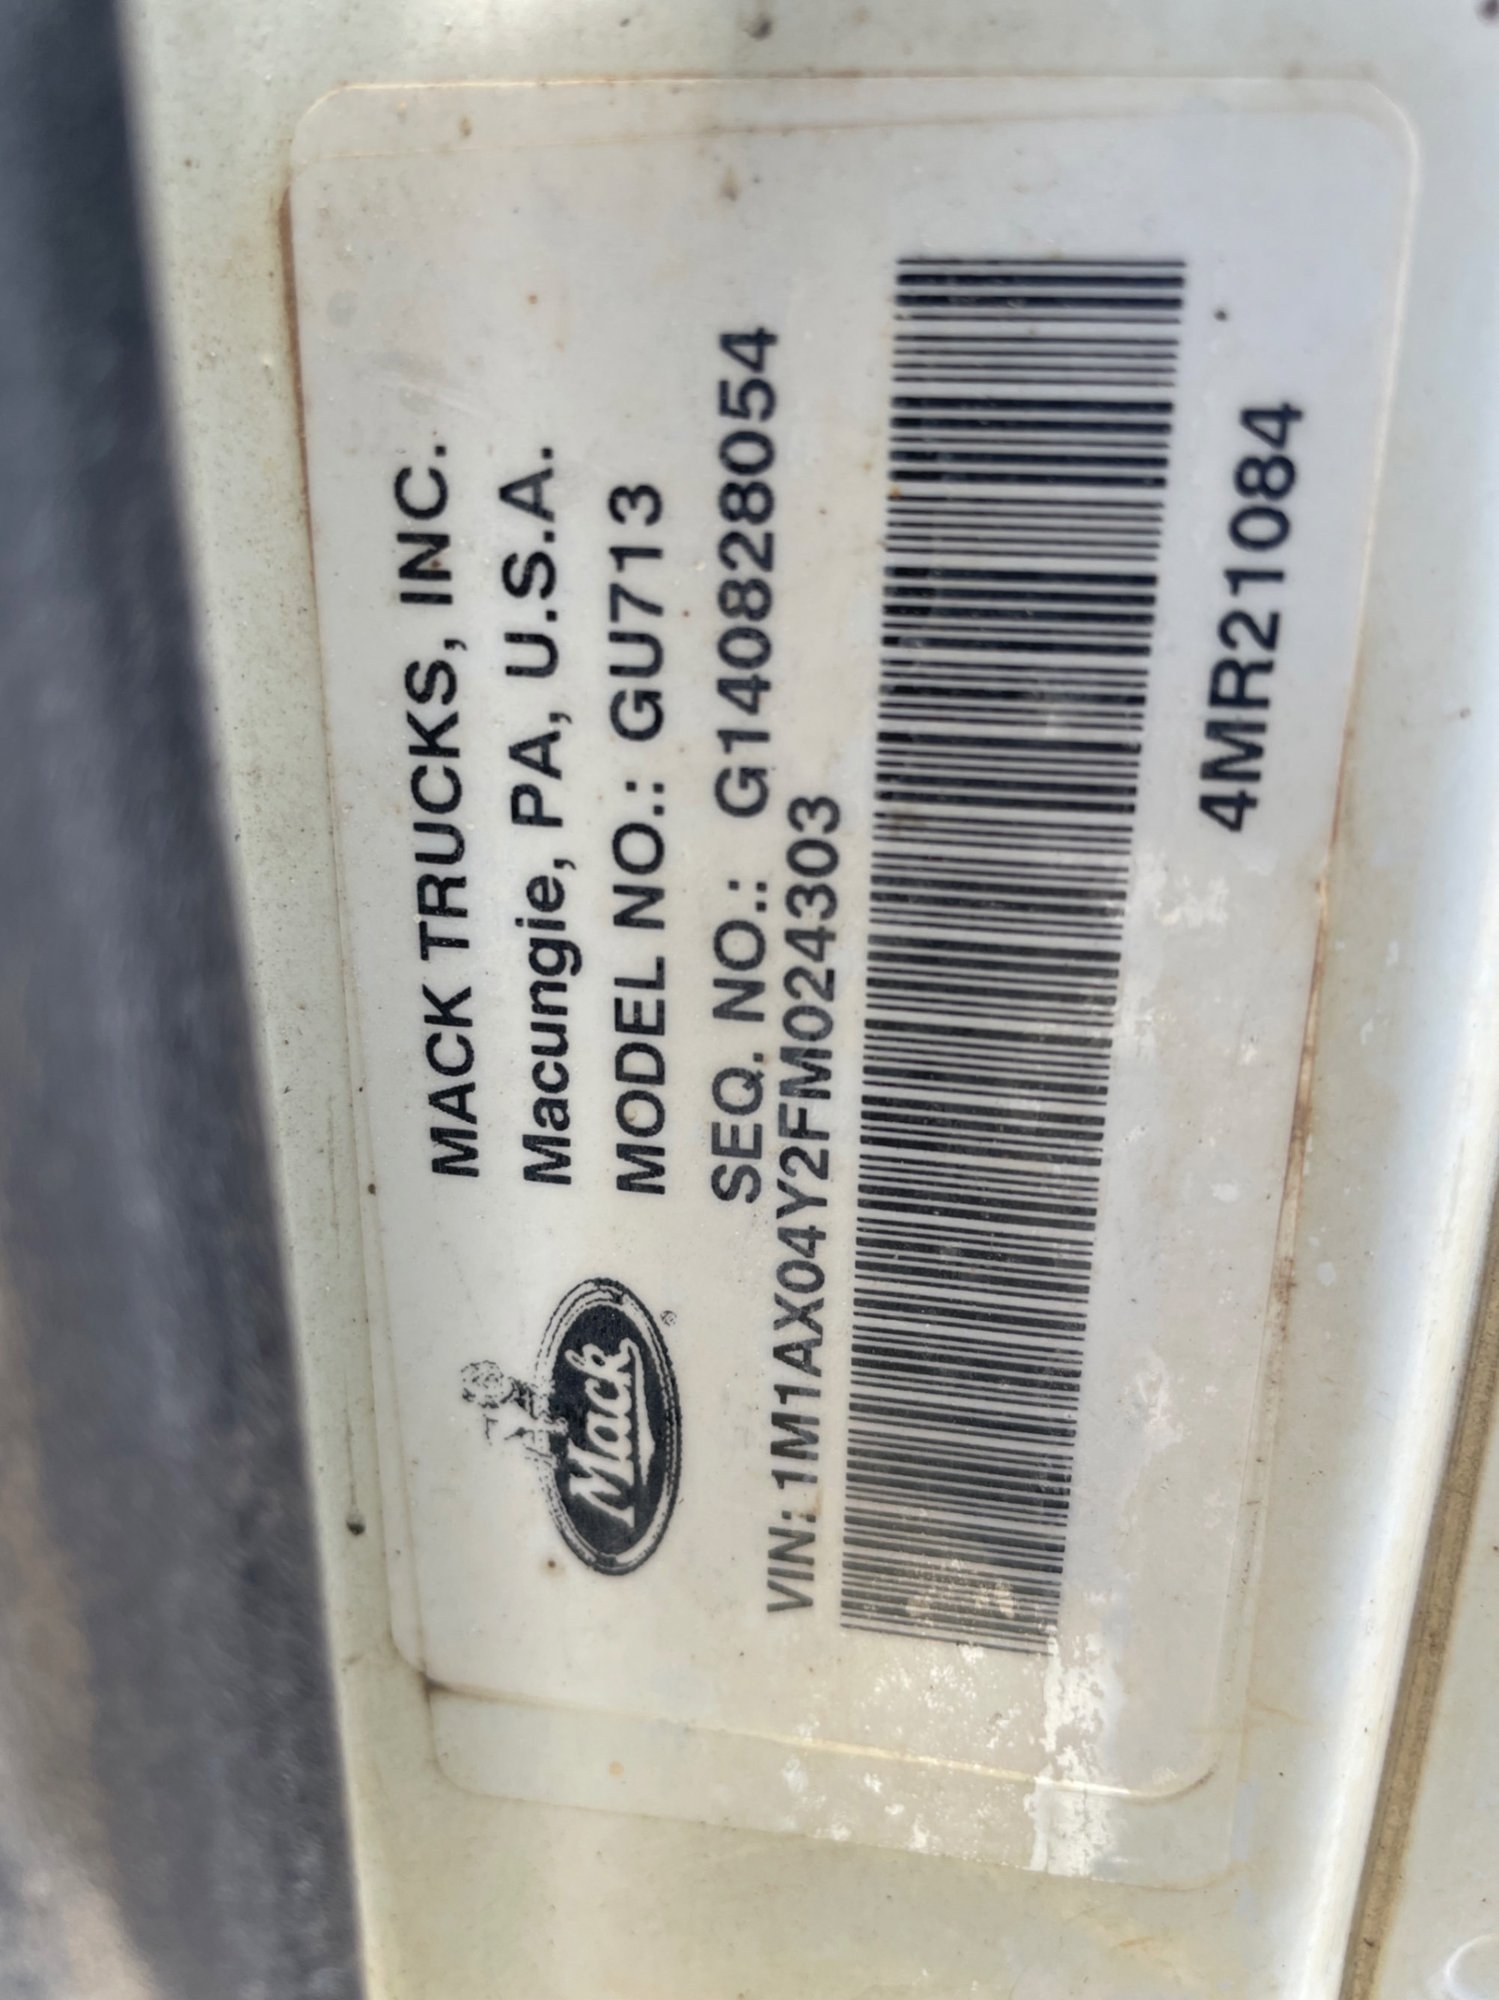 MACK TRUCKS, INC.
Macungie, PA, U.S.A.
MODEL NO.: GU713
SEQ. NO.: G140828054
Mack®
VIN: 1M1AX04Y2FM024303
4MR21084